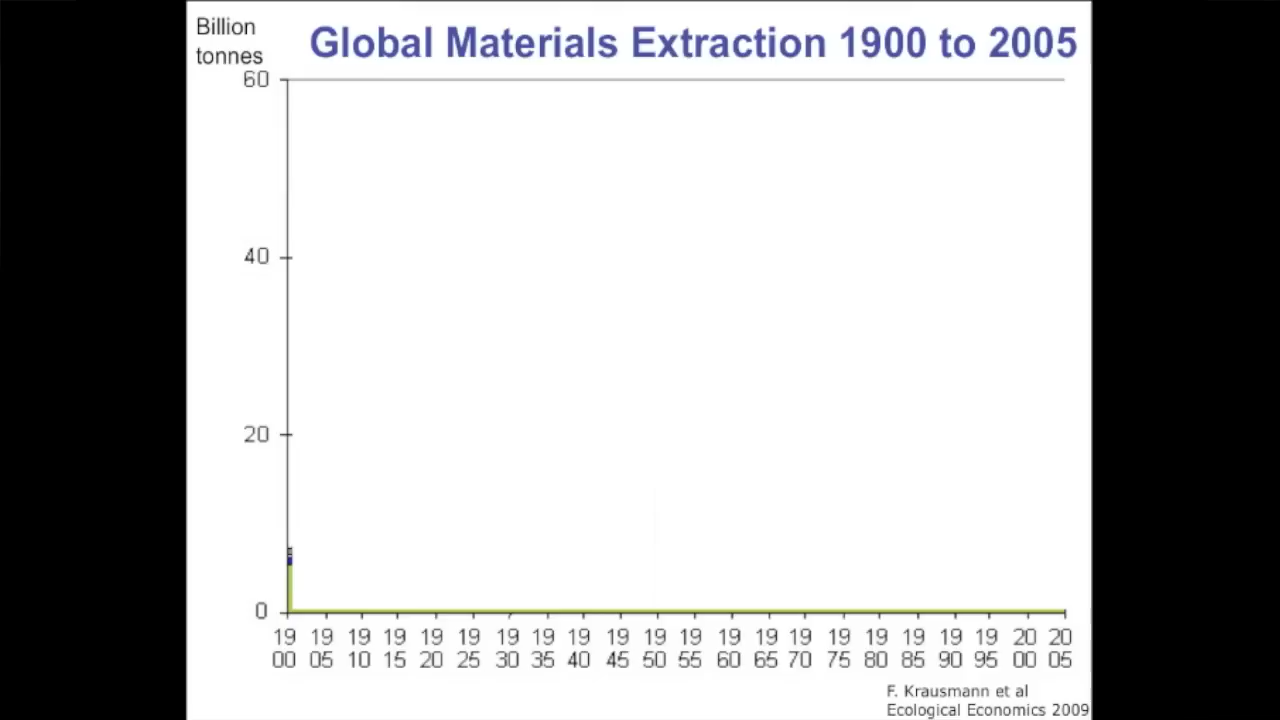 Billion
tonnes
Global Materials Extraction 1900 to 2005
60
40
20
0
19 19 19 19 19 19 19 19 19 19 19 19 19 19 19 19 19 19 19 19 20 20
00 05 10 15 20 25 30 35 40 45 50 55 60 65 70 75 80 85 90 95 00 05
F. Krausmann et al
Ecological Economics 2009